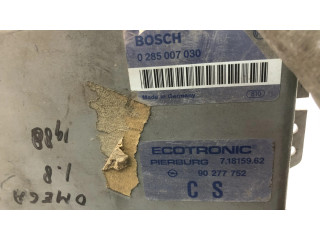 BOSCH
0 285 007 030
Made in Germany
ECOTRONIC
PIERBURG 7.18159.62
90 277 752
C S
OMEGA
1.8
1988